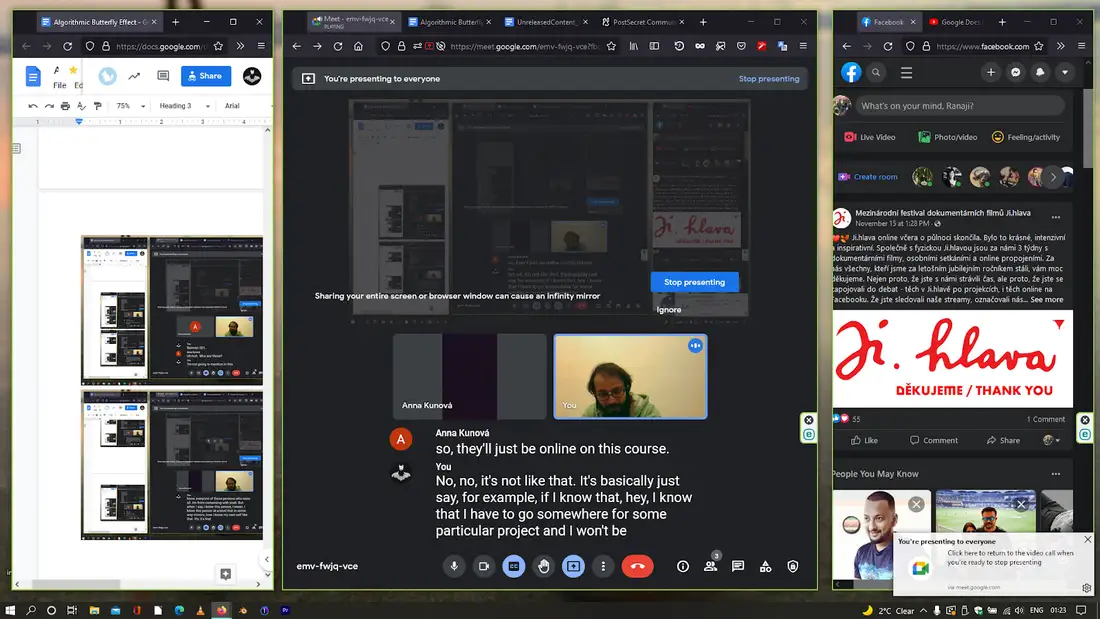 Algorithmic Butterfly Effect - G
https://docs.google.com/
Share
File
Ed
75%
Heading 3
Arial
Meet - emv-fwjq-vce
PLAYING
Algorithmic Butterfly
UnreleasedContent_
PostSecret Commun
https://meet.google.com/emv-fwjq-vce?
You're presenting to everyone
Stop presenting
Sharing your entire screen or browser window can cause an infinity mirror
Stop presenting
Ignore
Anna Kunová
You
A
Anna Kunová
so, they'll just be online on this course.
You
No, no, it's not like that. It's basically just
say, for example, if I know that, hey, I know
that I have to go somewhere for some
particular project and I won't be
emv-fwjq-vce
3
Facebook
Google Docs
https://www.facebook.com
What's on your mind, Ranaji?
Live Video
Photo/video
Feeling/activity
Create room
Mezinárodní festival dokumentárních filmů Ji.hlava
November 15 at 1:28 PM
Ji.hlava online včera o půlnoci skončila. Bylo to krásné, intenzivní
a inspirativní. Společně s fyzickou Ji.hlavou jsou za námi 3 týdny s
dokumentárními filmy, osobními setkáními a online propojeními. Za
nás všechny, kteří jsme za letošním jubilejním ročníkem stáli, vám moc
děkujeme. Nejen proto, že jste s námi strávili čas, ale proto, že jste se
zapojovali do debat - těch v Ji.hlavě po projekcích, i těch online na
Facebooku. Že jste sledovali naše streamy, označovali nás... See more
Ji.hlava
DĚKUJEME / THANK YOU
55
1 Comment
Like
Comment
Share
People You May Know
You're presenting to everyone
Click here to return to the video call when
you're ready to stop presenting
via meet.google.com
2°C Clear
ENG
01:23